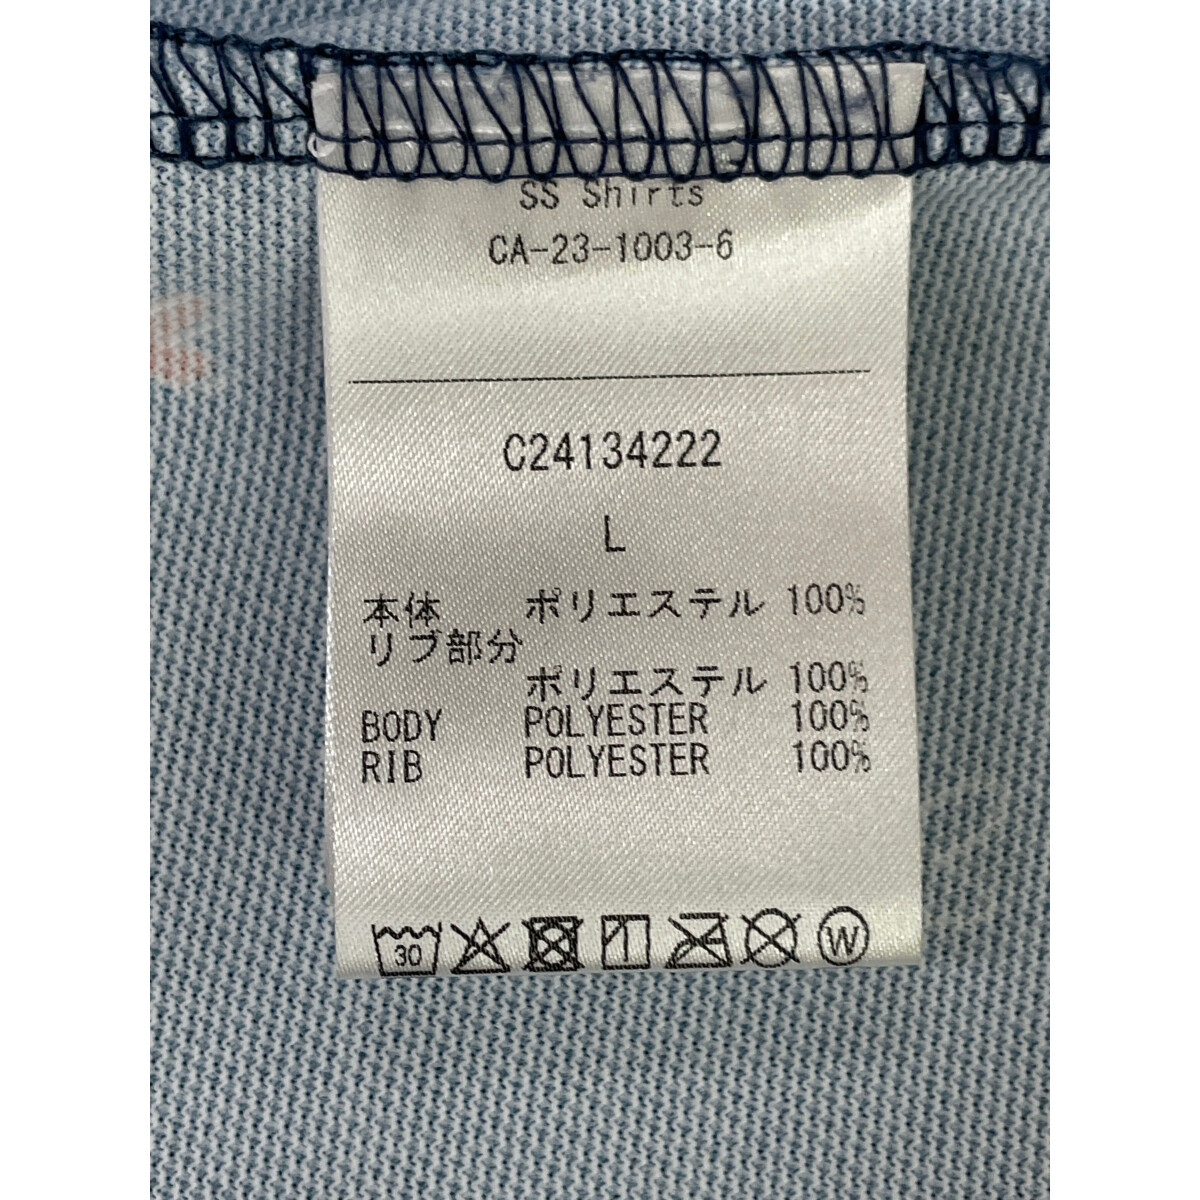 SS Shirts
CA-23-1003-6
C24134222
L
本体 ポリエステル 100%
リブ部分
ポリエステル 100%
BODY POLYESTER 100%
RIB POLYESTER 100%
30 W